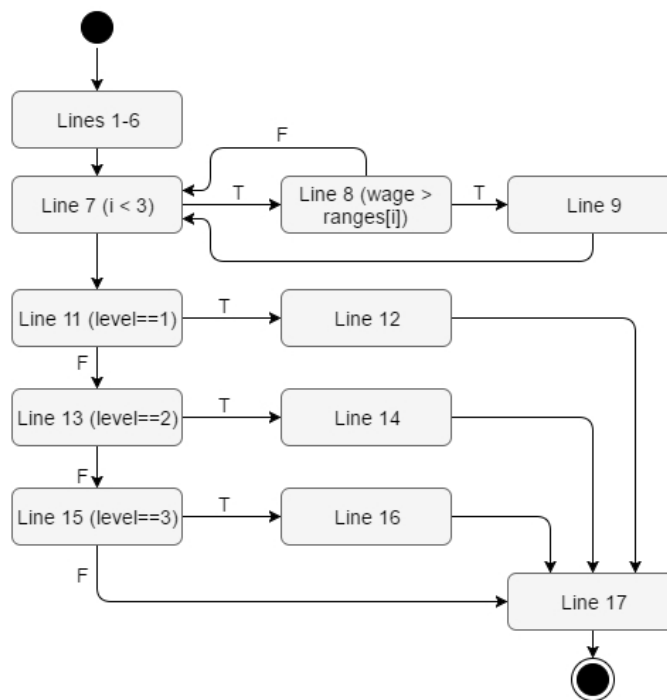 Lines 1-6
F
Line 7 (i < 3)
T
Line 8 (wage >
ranges[i])
T
Line 9
Line 11 (level==1)
T
Line 12
F
Line 13 (level==2)
T
Line 14
F
Line 15 (level==3)
T
Line 16
F
Line 17